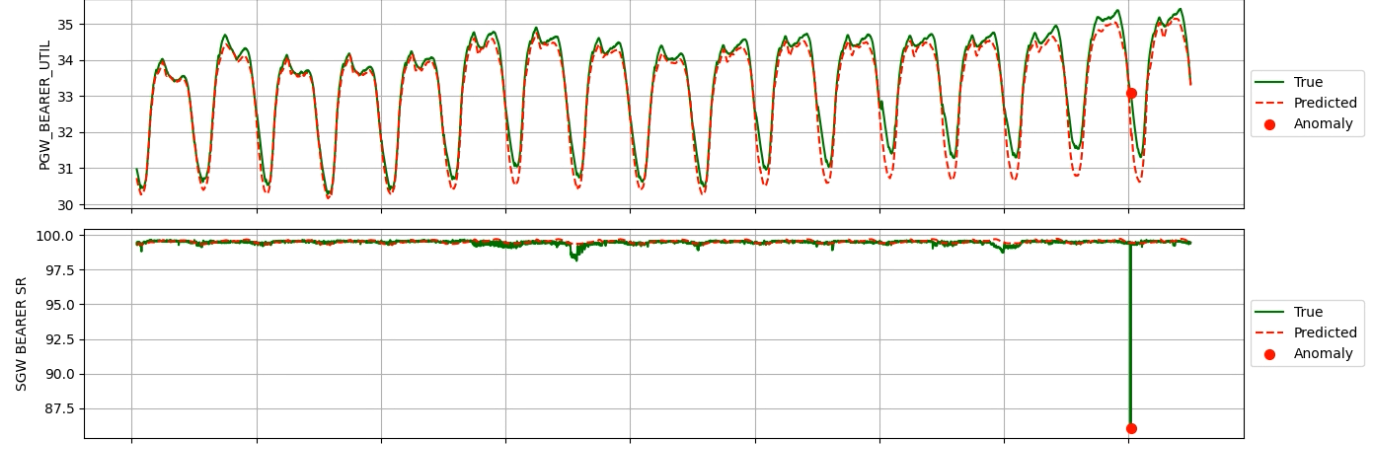 35
34
33
32
31
30
PGW_BEARER_UTIL
True
Predicted
Anomaly
100.0
97.5
95.0
92.5
90.0
87.5
SGW BEARER SR
True
Predicted
Anomaly